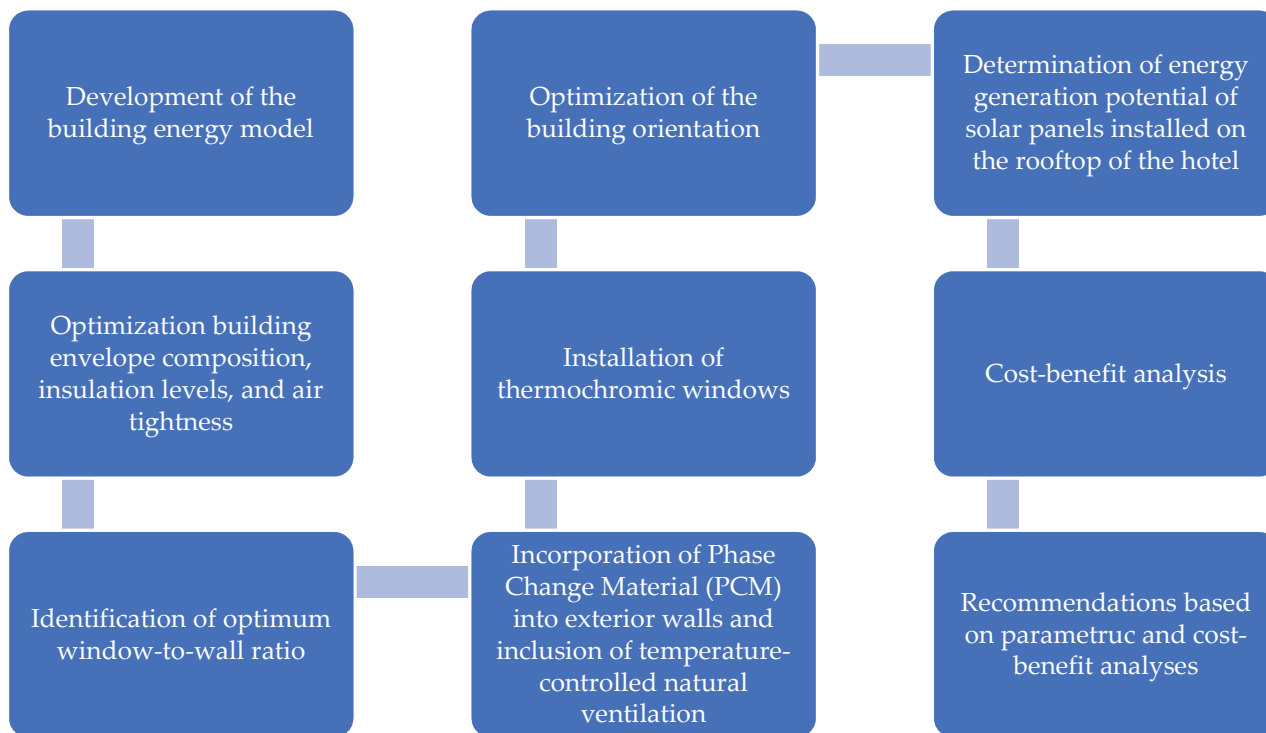 Development of the
building energy model
Optimization building
envelope composition,
insulation levels, and air
tightness
Identification of optimum
window-to-wall ratio
Incorporation of Phase
Change Material (PCM)
into exterior walls and
inclusion of temperature-
controlled natural
ventilation
Installation of
thermochromic windows
Optimization of the
building orientation
Determination of energy
generation potential of
solar panels installed on
the rooftop of the hotel
Cost-benefit analysis
Recommendations based
on parametruc and cost-
benefit analyses